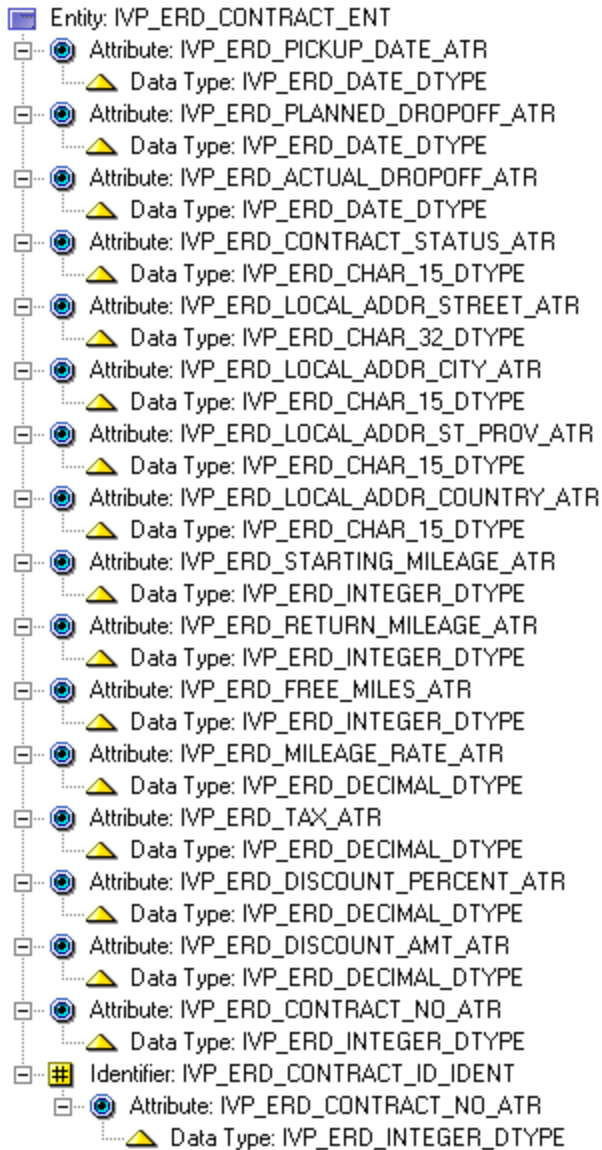 Entity: IVP_ERD_CONTRACT_ENT
Attribute: IVP_ERD_PICKUP_DATE_ATR
Data Type: IVP_ERD_DATE_DTYPE
Attribute: IVP_ERD_PLANNED_DROPOFF_ATR
Data Type: IVP_ERD_DATE_DTYPE
Attribute: IVP_ERD_ACTUAL_DROPOFF_ATR
Data Type: IVP_ERD_DATE_DTYPE
Attribute: IVP_ERD_CONTRACT_STATUS_ATR
Data Type: IVP_ERD_CHAR_15_DTYPE
Attribute: IVP_ERD_LOCAL_ADDR_STREET_ATR
Data Type: IVP_ERD_CHAR_32_DTYPE
Attribute: IVP_ERD_LOCAL_ADDR_CITY_ATR
Data Type: IVP_ERD_CHAR_15_DTYPE
Attribute: IVP_ERD_LOCAL_ADDR_ST_PROV_ATR
Data Type: IVP_ERD_CHAR_15_DTYPE
Attribute: IVP_ERD_LOCAL_ADDR_COUNTRY_ATR
Data Type: IVP_ERD_CHAR_15_DTYPE
Attribute: IVP_ERD_STARTING_MILEAGE_ATR
Data Type: IVP_ERD_INTEGER_DTYPE
Attribute: IVP_ERD_RETURN_MILEAGE_ATR
Data Type: IVP_ERD_INTEGER_DTYPE
Attribute: IVP_ERD_FREE_MILES_ATR
Data Type: IVP_ERD_INTEGER_DTYPE
Attribute: IVP_ERD_MILEAGE_RATE_ATR
Data Type: IVP_ERD_DECIMAL_DTYPE
Attribute: IVP_ERD_TAX_ATR
Data Type: IVP_ERD_DECIMAL_DTYPE
Attribute: IVP_ERD_DISCOUNT_PERCENT_ATR
Data Type: IVP_ERD_DECIMAL_DTYPE
Attribute: IVP_ERD_DISCOUNT_AMT_ATR
Data Type: IVP_ERD_DECIMAL_DTYPE
Attribute: IVP_ERD_CONTRACT_NO_ATR
Data Type: IVP_ERD_INTEGER_DTYPE
# Identifier: IVP_ERD_CONTRACT_ID_IDENT
Attribute: IVP_ERD_CONTRACT_NO_ATR
Data Type: IVP_ERD_INTEGER_DTYPE